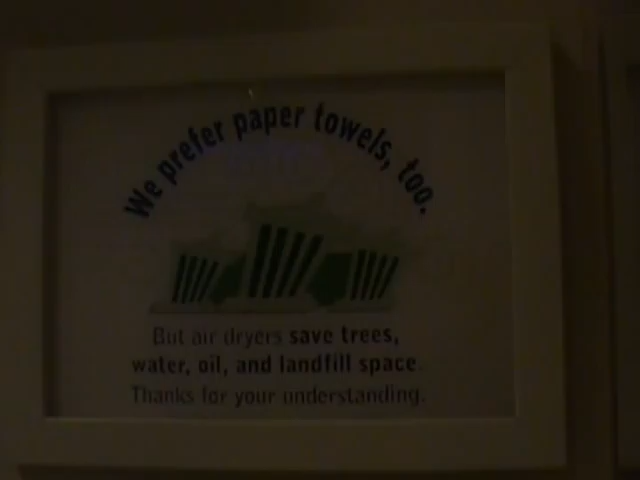 We prefer paper towels, too.
But air dryers save trees,
water, oil, and landfill space.
Thanks for your understanding.